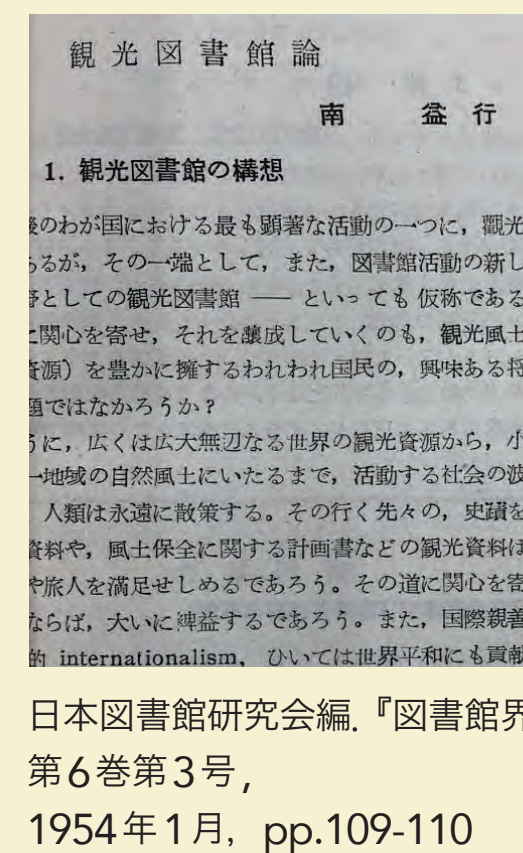 観光図書館論
南 益行
1. 観光図書館の構想
後のわが国における最も顕著な活動の一つに，觀光
あるが，その一端として，また，図書館活動の新し
野としての観光図書館 ── といっても仮称である
に関心を寄せ，それを醸成していくのも，観光風土
資源）を豊かに擁するわれわれ国民の，興味ある将
題ではなかろうか？
うに，広くは広大無辺なる世界の観光資源から，小
一地域の自然風土にいたるまで，活動する社会の波
人類は永遠に散策する。その行く先々の，史蹟を
資料や，風土保全に関する計画書などの観光資料は
や旅人を満足せしめるであろう。その道に関心を寄
ならば，大いに裨益するであろう。また，国際親善
的 internationalism，ひいては世界平和にも貢献
日本図書館研究会編.『図書館界
第6巻第3号,
1954年1月, pp.109-110